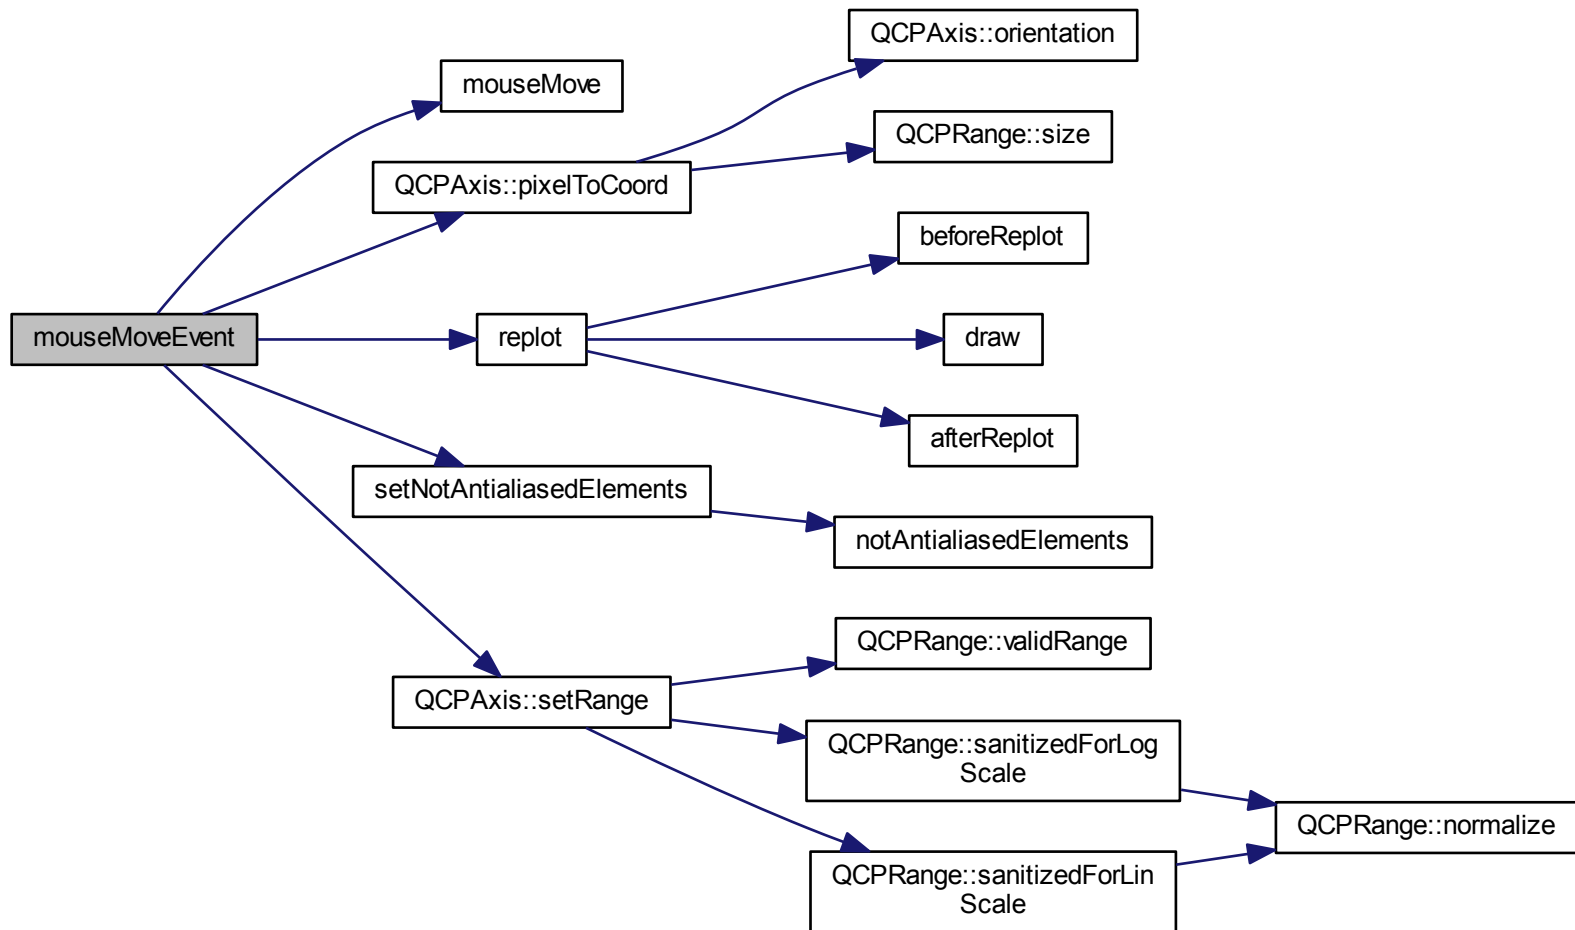 QCPAxis::orientation
mouseMove
QCPRange::size
QCPAxis::pixelToCoord
beforeReplot
mouseMoveEvent
replot
draw
afterReplot
setNotAntialiasedElements
notAntialiasedElements
QCPRange::validRange
QCPAxis::setRange
QCPRange::sanitizedForLog
Scale
QCPRange::normalize
QCPRange::sanitizedForLin
Scale